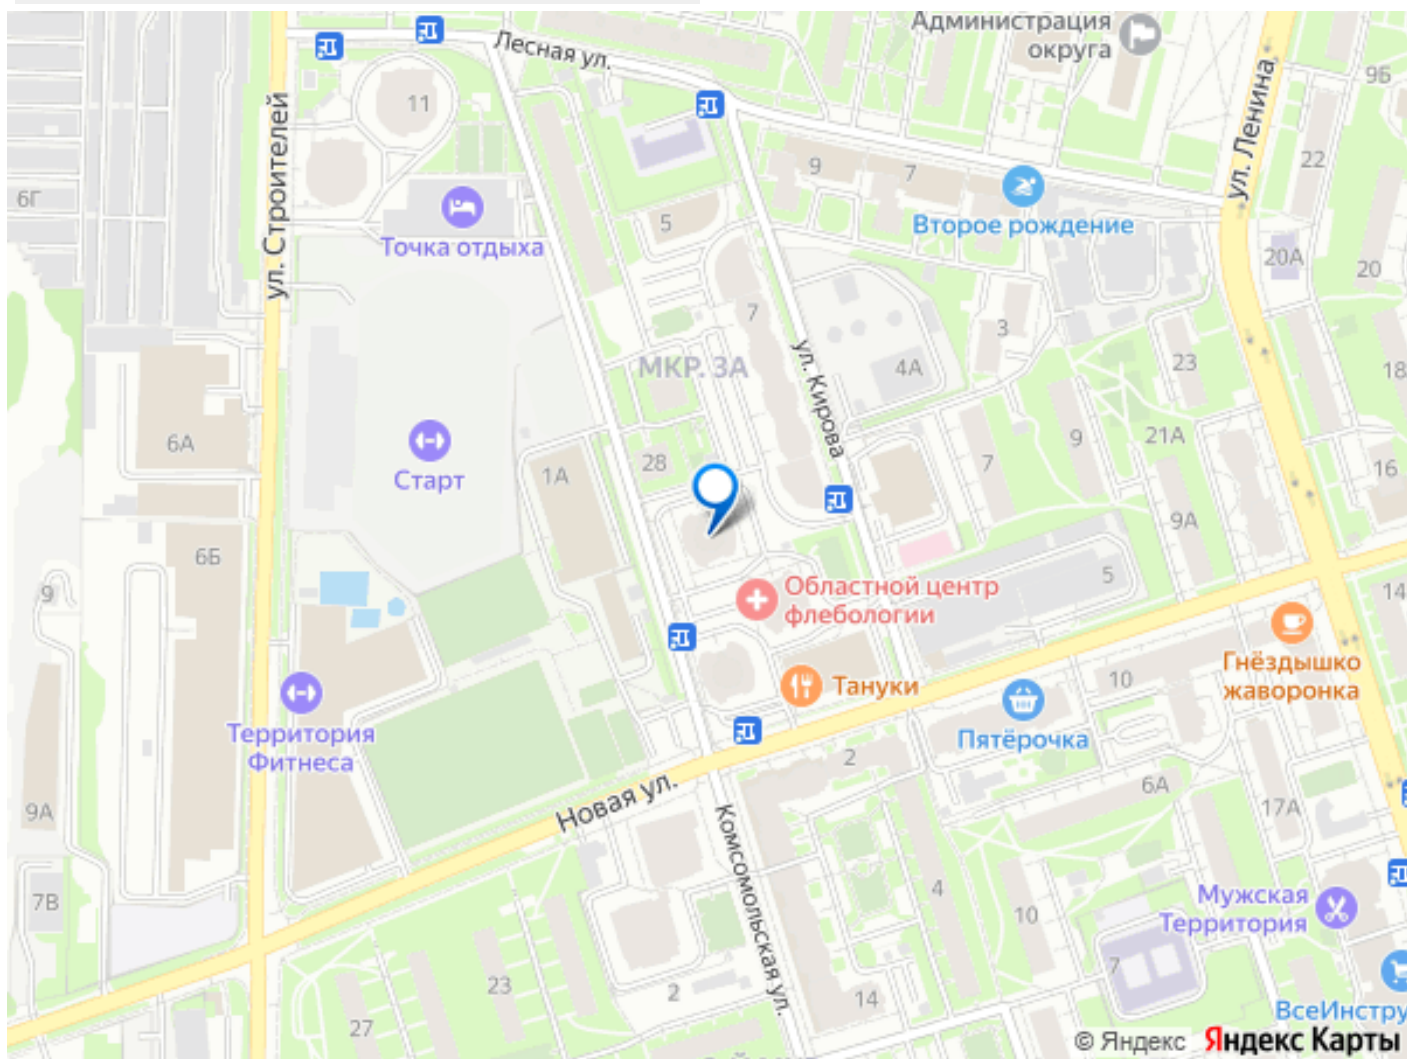 Администрация
округа
Лесная ул.
11
9Б
ул. Ленина
ул. Строителей
22
9
7
6Г
Второе рождение
5
Точка отдыха
20А
20
7
3
ул. Кирова
МКР. 3А
4А
23
18
6А
9
21А
Старт
28
1А
7
16
9А
6Б
5
Областной центр
флебологии
9
14
Гнёздышко
жаворонка
Тануки
10
Территория
Фитнеса
Пятёрочка
2
6А
Новая ул.
17А
9А
Комсомольская ул.
4
7В
10
Мужская
Территория
7
23
2
14
ВсеИнстру
27
© Яндекс Яндекс Карты